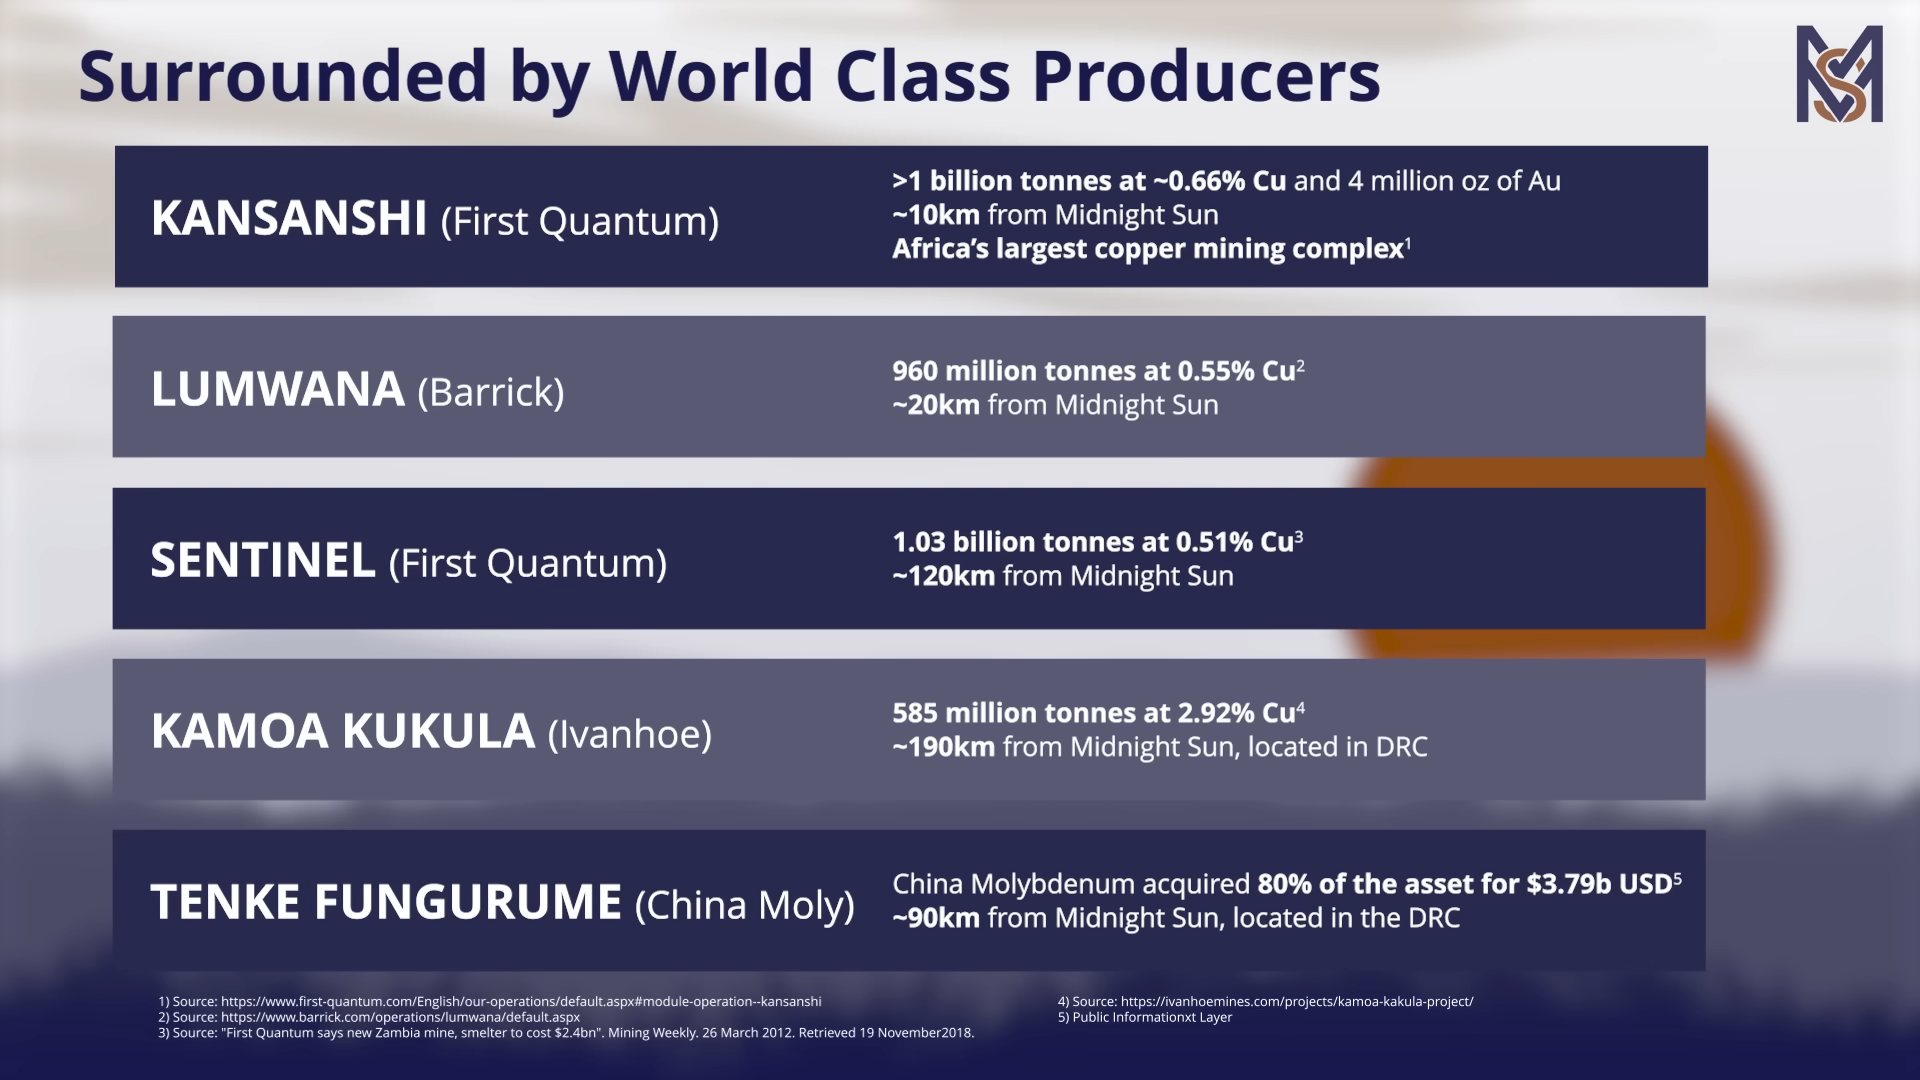 Surrounded by World Class Producers
KANSANSHI (First Quantum)
>1 billion tonnes at ~0.66% Cu and 4 million oz of Au
~10km from Midnight Sun
Africa’s largest copper mining complex¹
LUMWANA (Barrick)
960 million tonnes at 0.55% Cu²
~20km from Midnight Sun
SENTINEL (First Quantum)
1.03 billion tonnes at 0.51% Cu³
~120km from Midnight Sun
KAMOA KUKULA (Ivanhoe)
585 million tonnes at 2.92% Cu⁴
~190km from Midnight Sun, located in DRC
TENKE FUNGURUME (China Moly)
China Molybdenum acquired 80% of the asset for $3.79b USD⁵
~90km from Midnight Sun, located in the DRC
1) Source: https://www.first-quantum.com/English/our-operations/default.aspx#module-operation--kansanshi
2) Source: https://www.barrick.com/operations/lumwana/default.aspx
3) Source: "First Quantum says new Zambia mine, smelter to cost $2.4bn". Mining Weekly. 26 March 2012. Retrieved 19 November2018.
4) Source: https://ivanhoemines.com/projects/kamoa-kakula-project/
5) Public Informationxt Layer